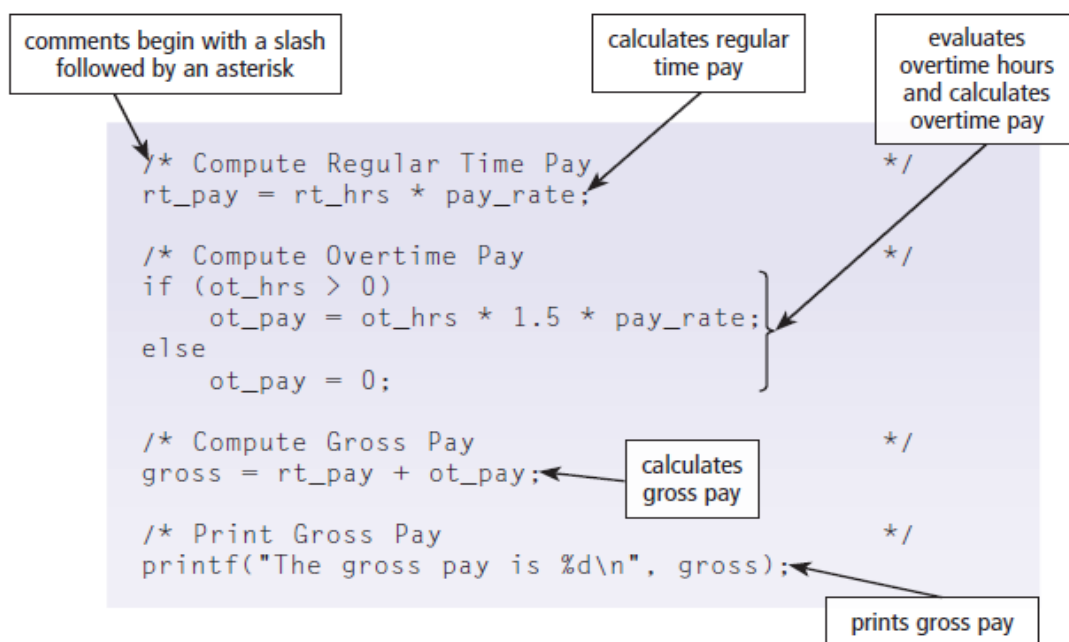 comments begin with a slash
followed by an asterisk
calculates regular
time pay
evaluates
overtime hours
and calculates
overtime pay
/* Compute Regular Time Pay */
rt_pay = rt_hrs * pay_rate;
/* Compute Overtime Pay */
if (ot_hrs > 0)
    ot_pay = ot_hrs * 1.5 * pay_rate;
else
    ot_pay = 0;
/* Compute Gross Pay */
gross = rt_pay + ot_pay;
calculates
gross pay
/* Print Gross Pay */
printf("The gross pay is %d\n", gross);
prints gross pay